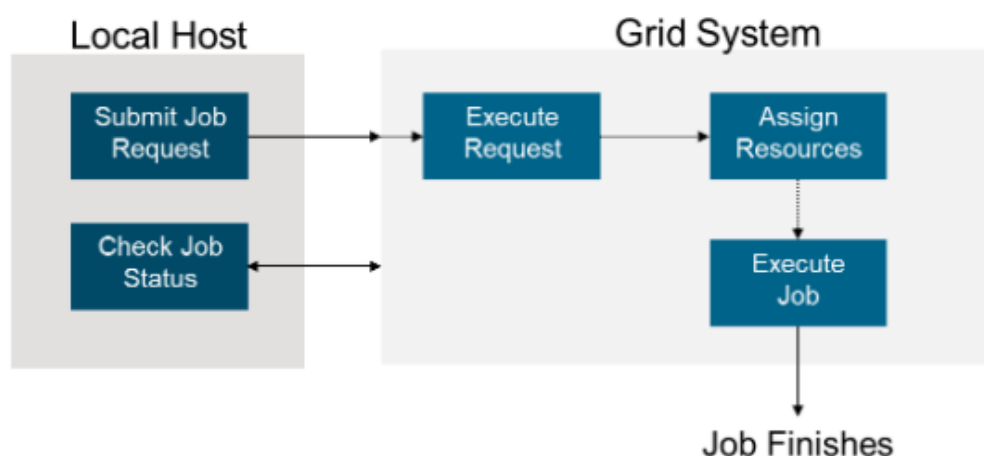 Local Host
Grid System
Submit Job
Request
Execute
Request
Assign
Resources
Check Job
Status
Execute
Job
Job Finishes